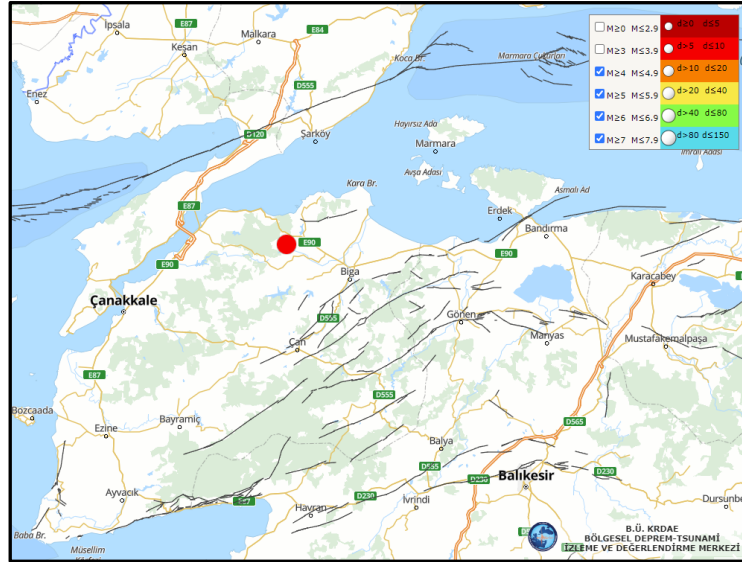 İpsala
E87
Malkara
E84
Keşan
Koca Br.
Marmara Çukurları
Enez
D555
Hayırsız Ada
Şarköy
Marmara
İmralı Adası
Avşa Adası
Kara Br.
Asmalı Ad
E87
Erdek
Bandırma
E90
E90
E90
Biga
Karacabey
Çanakkale
Gönen
Manyas
Mustafakemalpaşa
Çan
E87
D555
Bozcaada
Bayramiç
D565
Ezine
Balya
Balıkesir
D230
Ayvacık
D230
Havran
İvrindi
Dursunbe
Baba Br.
Müsellim
M≥0 M≤2.9 d≥0 d≤5
M≥3 M≤3.9 d>5 d≤10
M≥4 M≤4.9 d>10 d≤20
M≥5 M≤5.9 d>20 d≤40
M≥6 M≤6.9 d>40 d≤80
M≥7 M≤7.9 d>80 d≤150
B.Ü. KRDAE
BÖLGESEL DEPREM-TSUNAMİ
İZLEME VE DEĞERLENDİRME MERKEZİ